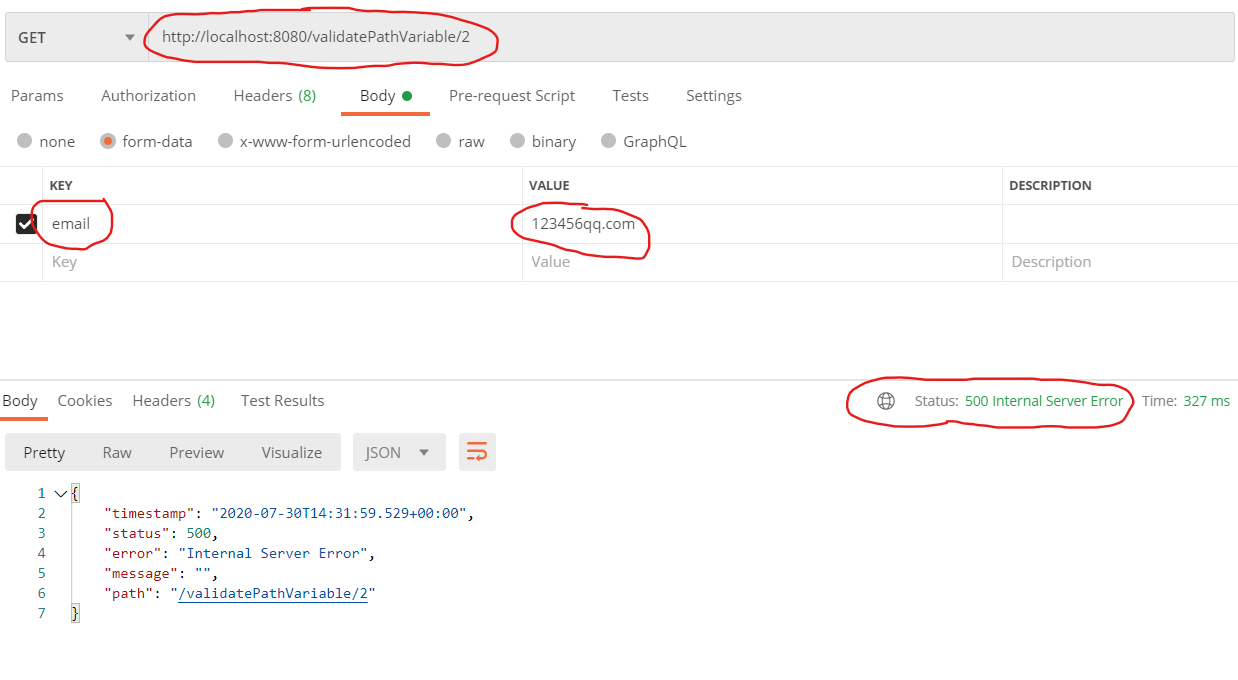 GET http://localhost:8080/validatePathVariable/2
Params Authorization Headers (8) Body Pre-request Script Tests Settings
none form-data x-www-form-urlencoded raw binary GraphQL
KEY VALUE DESCRIPTION
email 123456qq.com
Key Value Description
Body Cookies Headers (4) Test Results Status: 500 Internal Server Error Time: 327 ms
Pretty Raw Preview Visualize JSON
1 {
2 "timestamp": "2020-07-30T14:31:59.529+00:00",
3 "status": 500,
4 "error": "Internal Server Error",
5 "message": "",
6 "path": "/validatePathVariable/2"
7 }